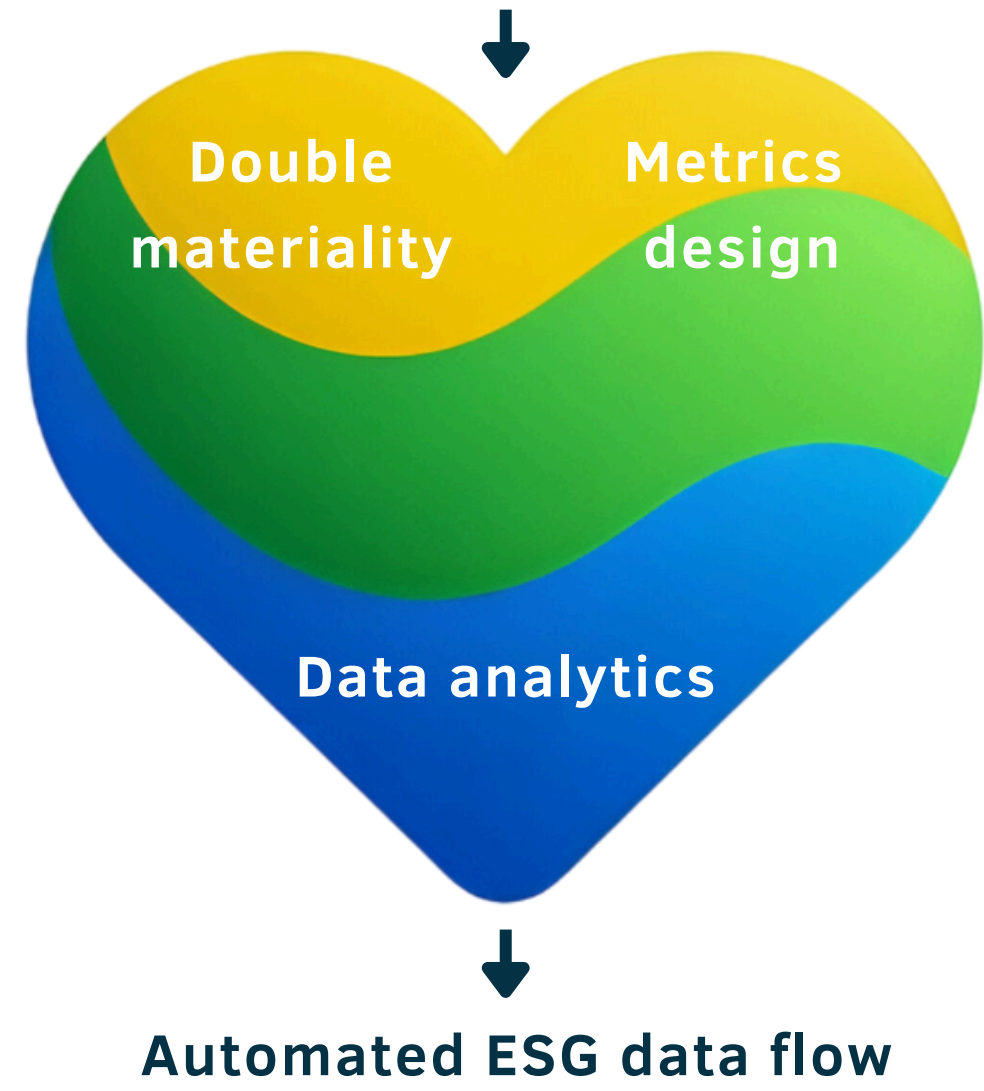 Double
materiality
Metrics
design
Data analytics
Automated ESG data flow